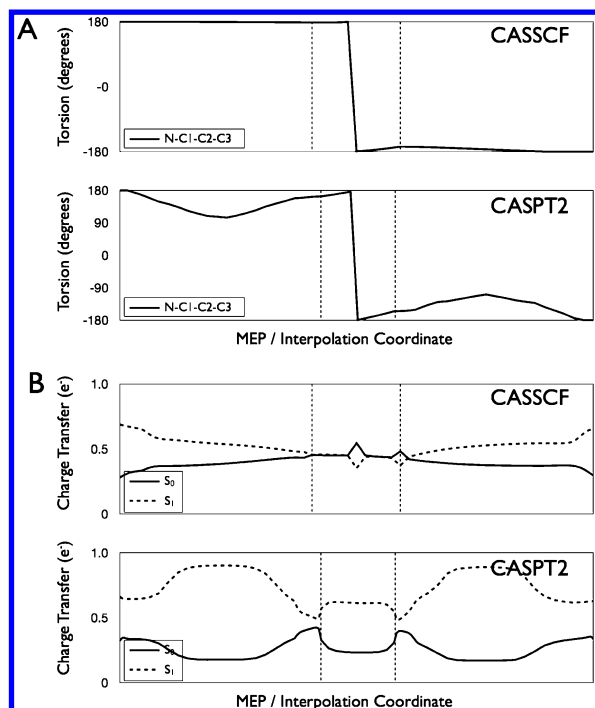 A
CASSCF
Torsion (degrees)
180
-0
-180
N-C1-C2-C3
CASPT2
Torsion (degrees)
180
90
0
-90
-180
N-C1-C2-C3
MEP / Interpolation Coordinate
B
CASSCF
Charge Transfer (e-)
1.0
0.5
0
S0
S1
CASPT2
Charge Transfer (e-)
1.0
0.5
0
S0
S1
MEP / Interpolation Coordinate